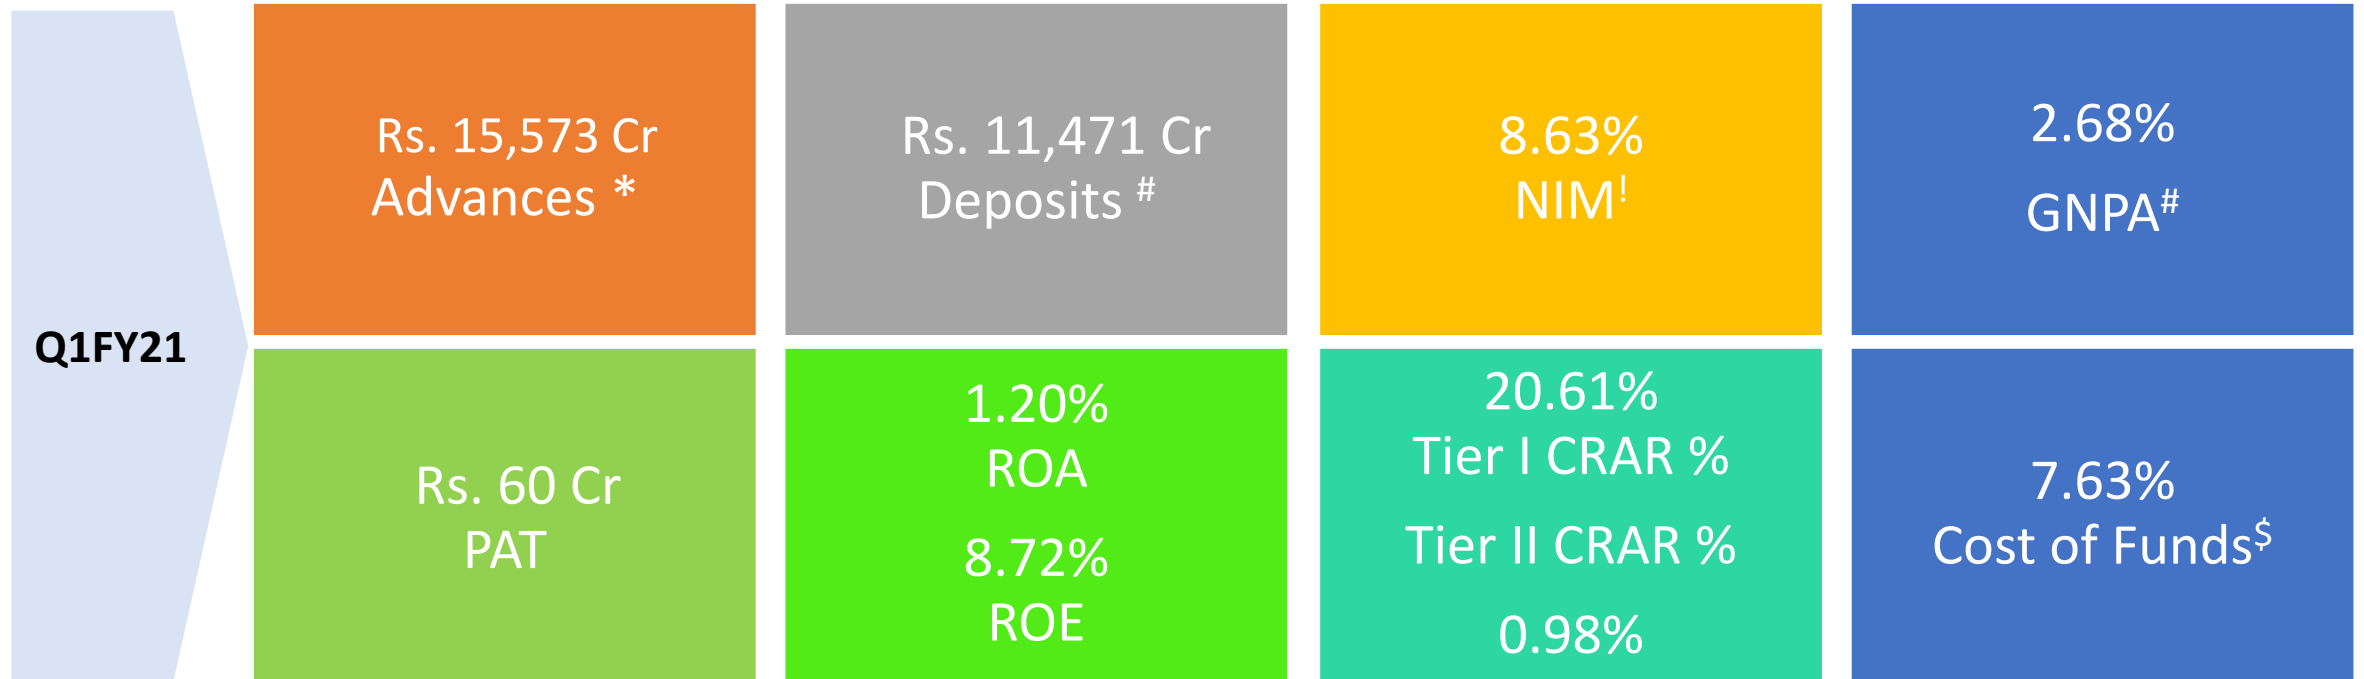 Q1FY21
Rs. 15,573 Cr
Advances *
Rs. 11,471 Cr
Deposits #
8.63%
NIM!
2.68%
GNPA#
Rs. 60 Cr
PAT
1.20%
ROA
8.72%
ROE
20.61%
Tier I CRAR %
Tier II CRAR %
0.98%
7.63%
Cost of Funds$